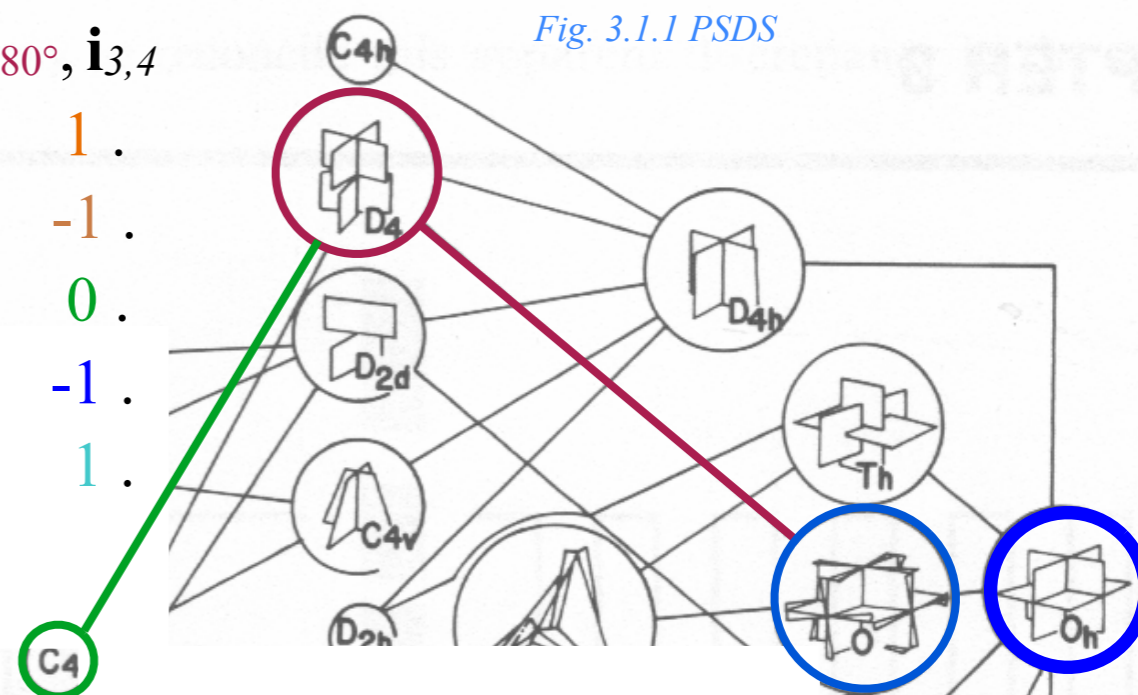 Fig. 3.1.1 PSDS
80°, i3,4
1 .
-1 .
0 .
-1 .
1 .
C4h
D4
D2d
D4h
C4v
Th
D2h
O
Oh
C4